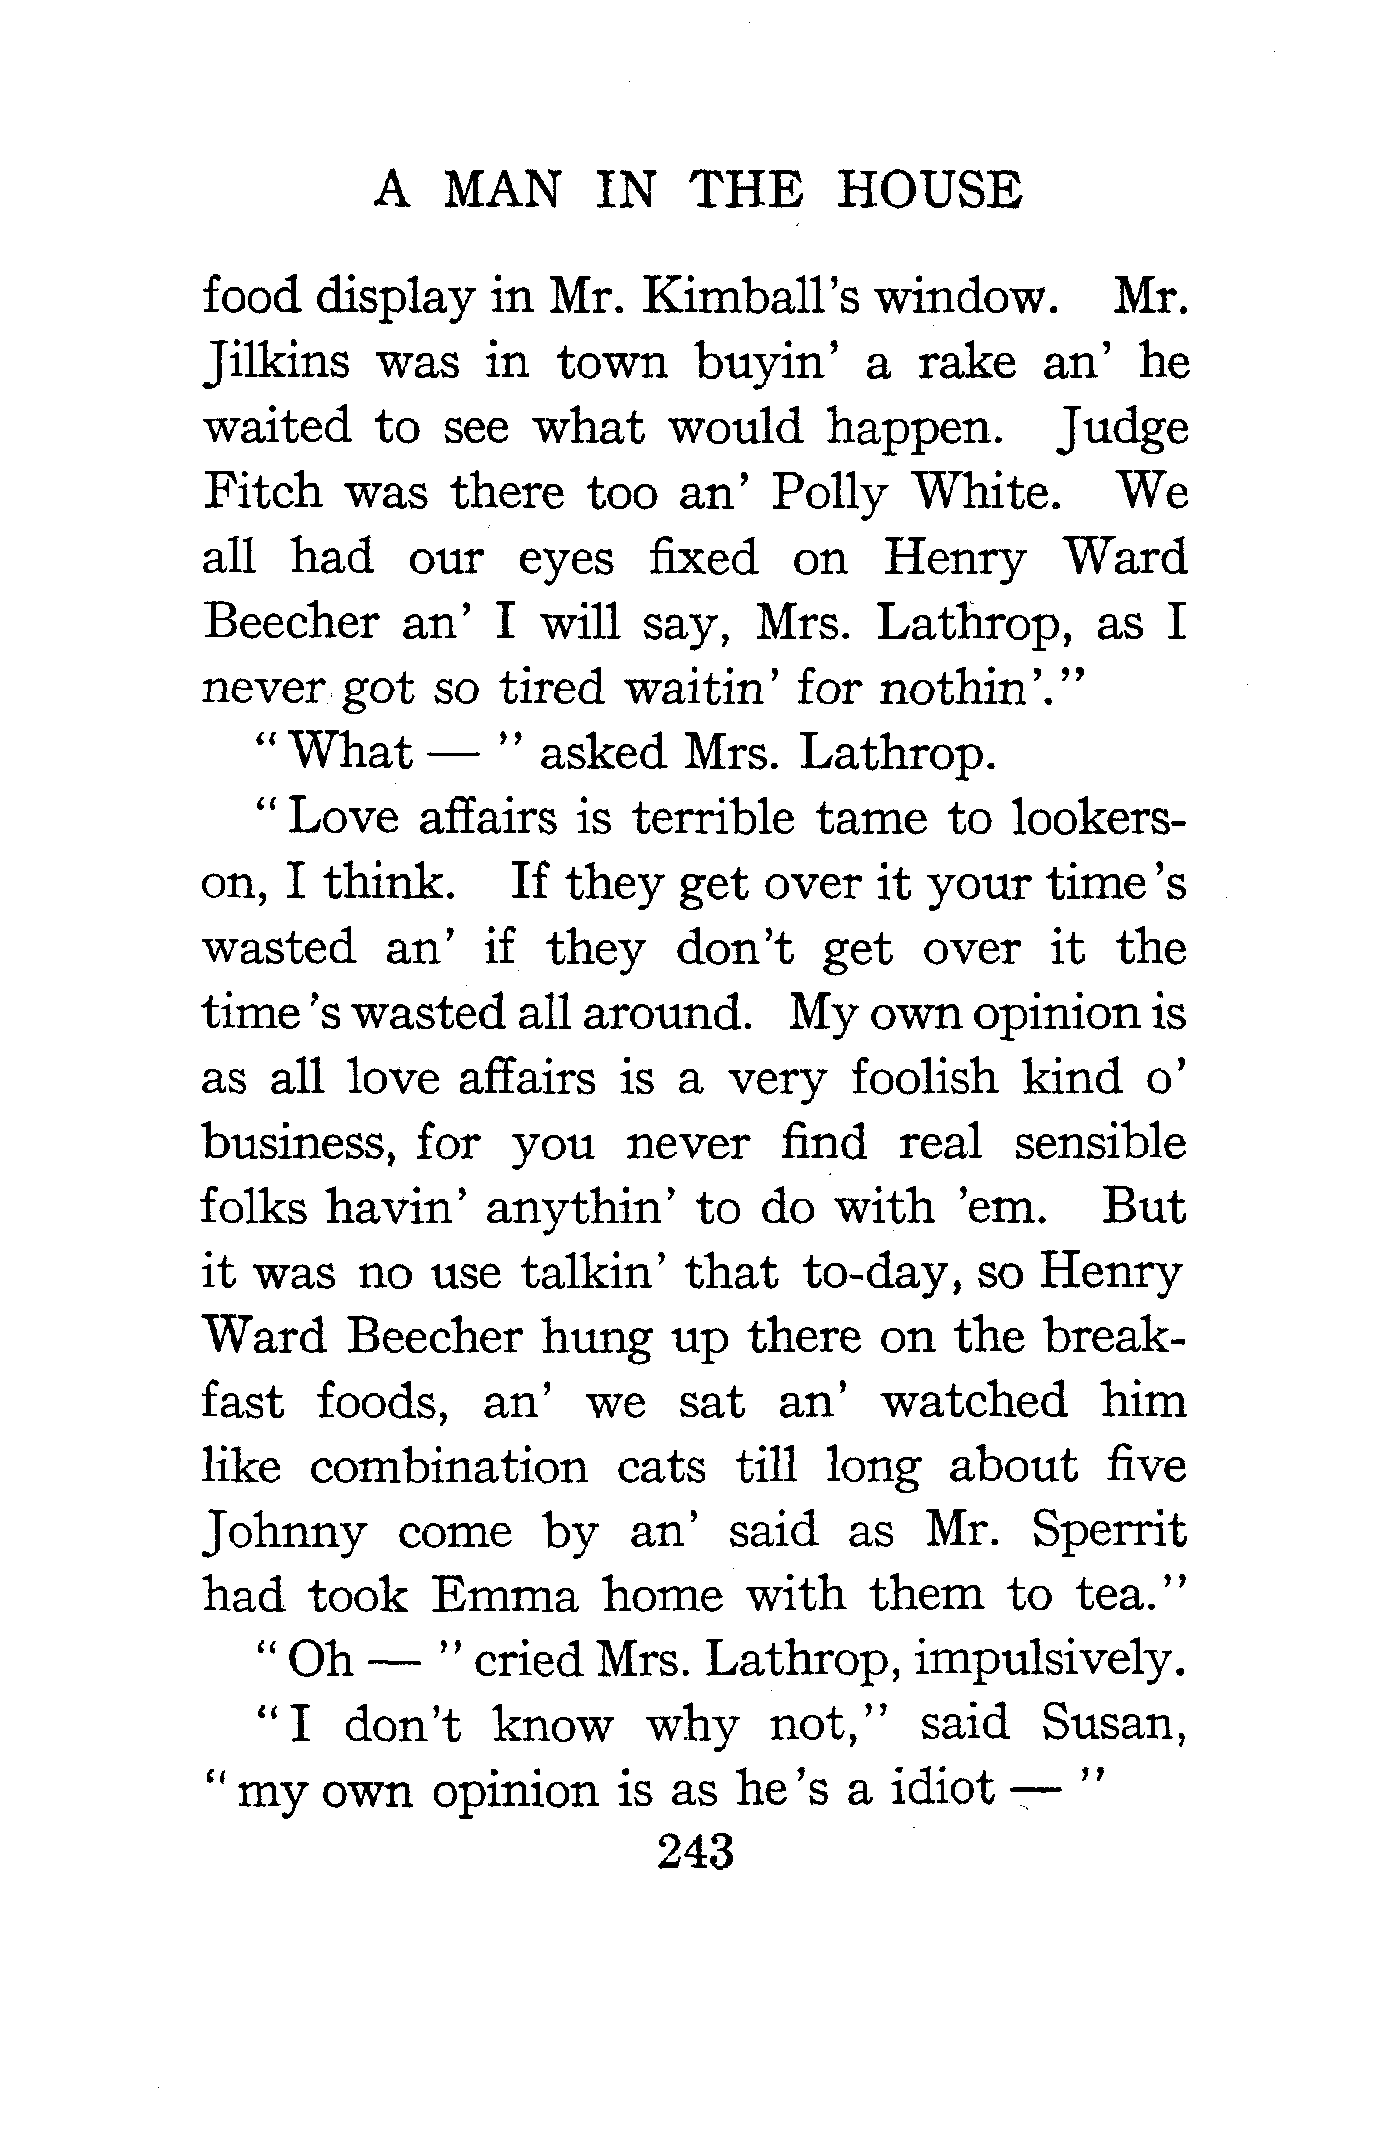 A MAN IN THE HOUSE
food display in Mr. Kimball's window. Mr.
Jilkins was in town buyin' a rake an' he
waited to see what would happen. Judge
Fitch was there too an' Polly White. We
all had our eyes fixed on Henry Ward
Beecher an' I will say, Mrs. Lathrop, as I
never got so tired waitin' for nothin'."
"What — " asked Mrs. Lathrop.
"Love affairs is terrible tame to lookers-
on, I think. If they get over it your time 's
wasted an' if they don't get over it the
time 's wasted all around. My own opinion is
as all love affairs is a very foolish kind o'
business, for you never find real sensible
folks havin' anythin' to do with 'em. But
it was no use talkin' that to-day, so Henry
Ward Beecher hung up there on the break-
fast foods, an' we sat an' watched him
like combination cats till long about five
Johnny come by an' said as Mr. Sperrit
had took Emma home with them to tea."
"Oh — " cried Mrs. Lathrop, impulsively.
"I don't know why not," said Susan,
"my own opinion is as he 's a idiot — "
243